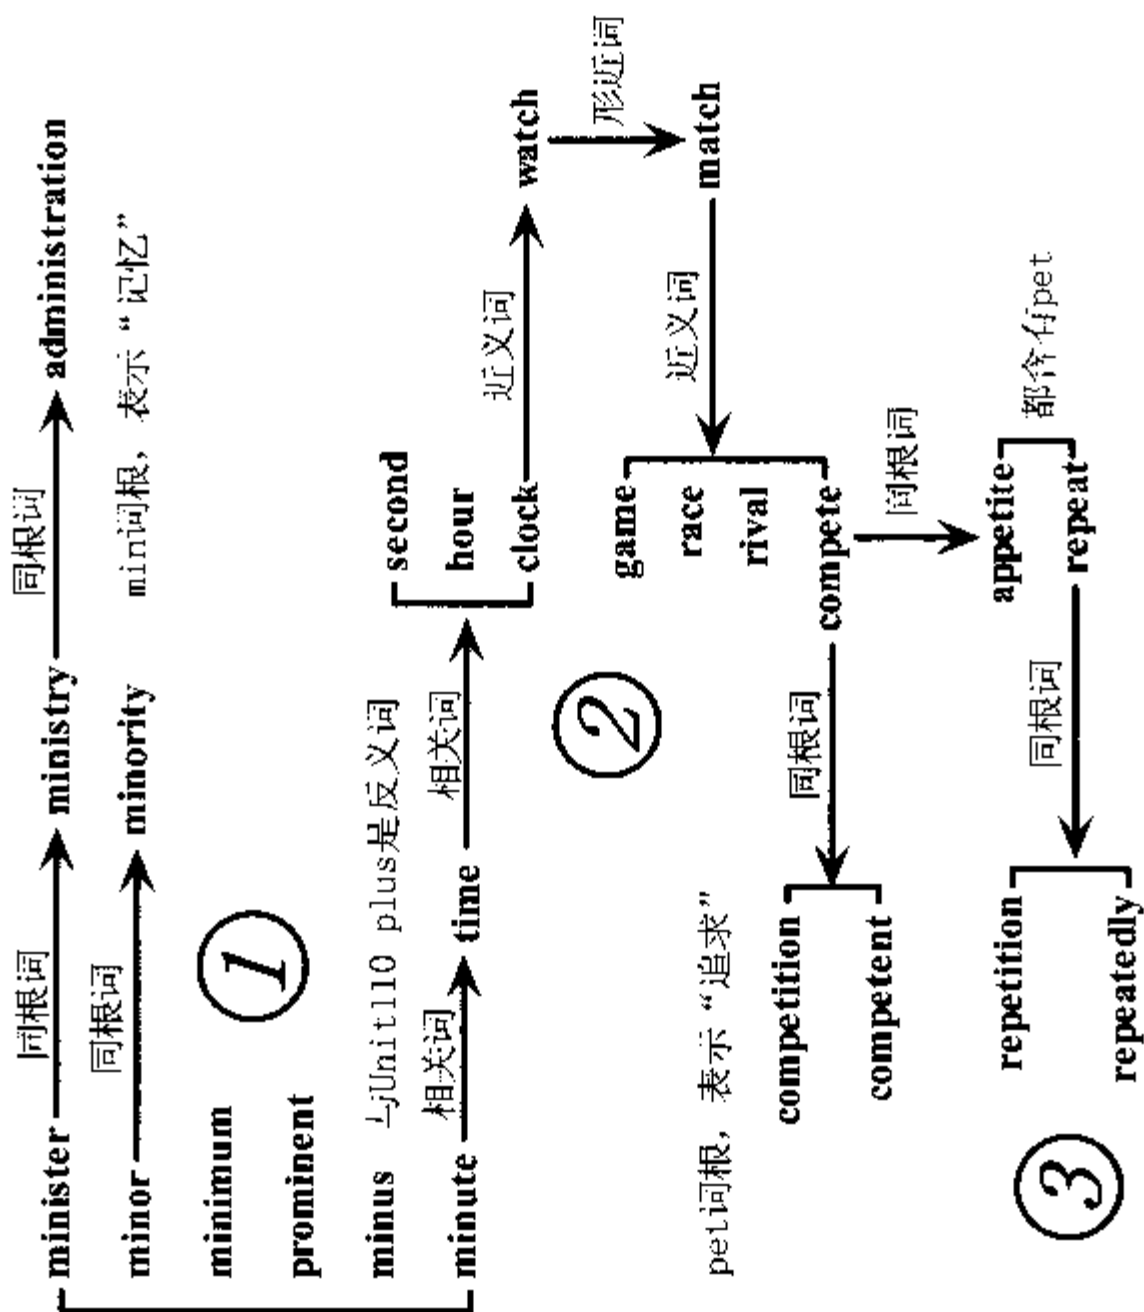 minister 同根词 ministry 同根词 administration
minor 同根词 minority min词根，表示“记忆”
minimum
①
prominent
minus 与Unit110 plus是反义词
minute 相关词 time 相关词
second
hour
clock 近义词 watch
形近词
match
近义词
②
game
race
rival
compete
pet词根，表示“追求”
同根词
competition
competent
同根词
appetite
repeat
都含有pet
同根词
repetition
repeatedly
③